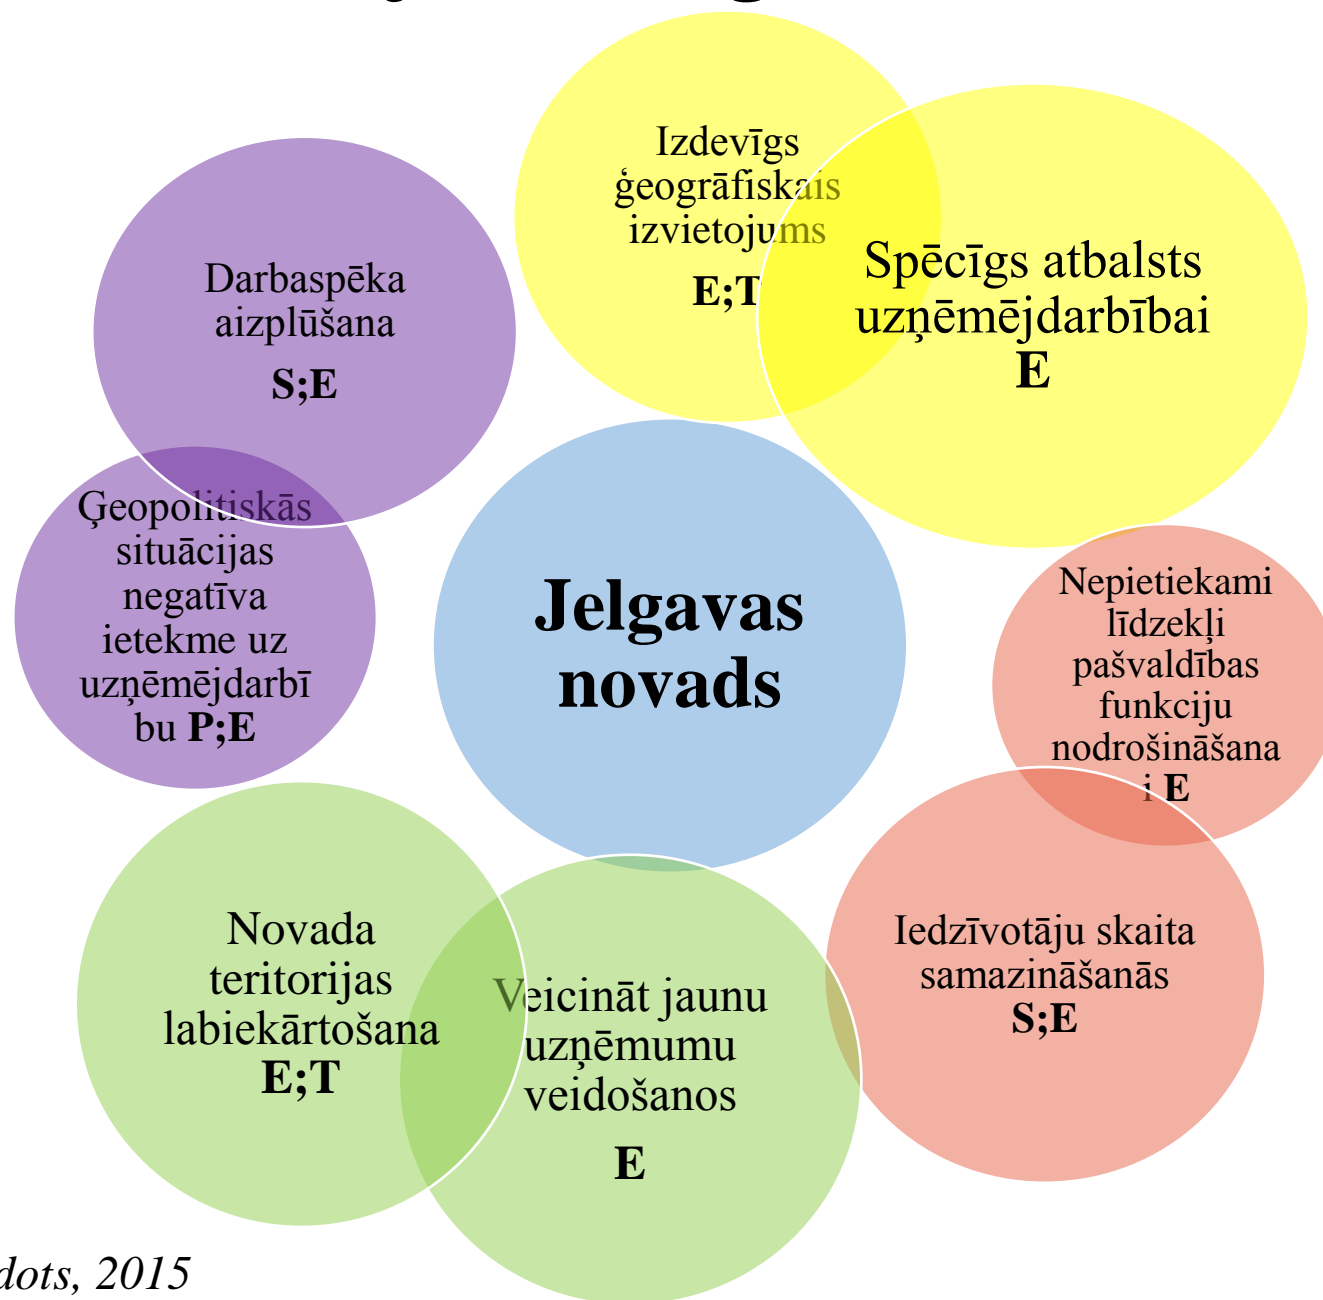 Izdevīgs
ģeogrāfiskais
izvietojums
E;T
Spēcīgs atbalsts
uzņēmējdarbībai
E
Darbaspēka
aizplūšana
S;E
Ģeopolitiskās
situācijas
negatīva
ietekme uz
uzņēmējdarbī
bu P;E
Jelgavas
novads
Nepietiekami
līdzekļi
pašvaldības
funkciju
nodrošināšana
i E
Iedzīvotāju skaita
samazināšanās
S;E
Novada
teritorijas
labiekārtošana
E;T
Veicināt jaunu
uzņēmumu
veidošanos
E
dots, 2015